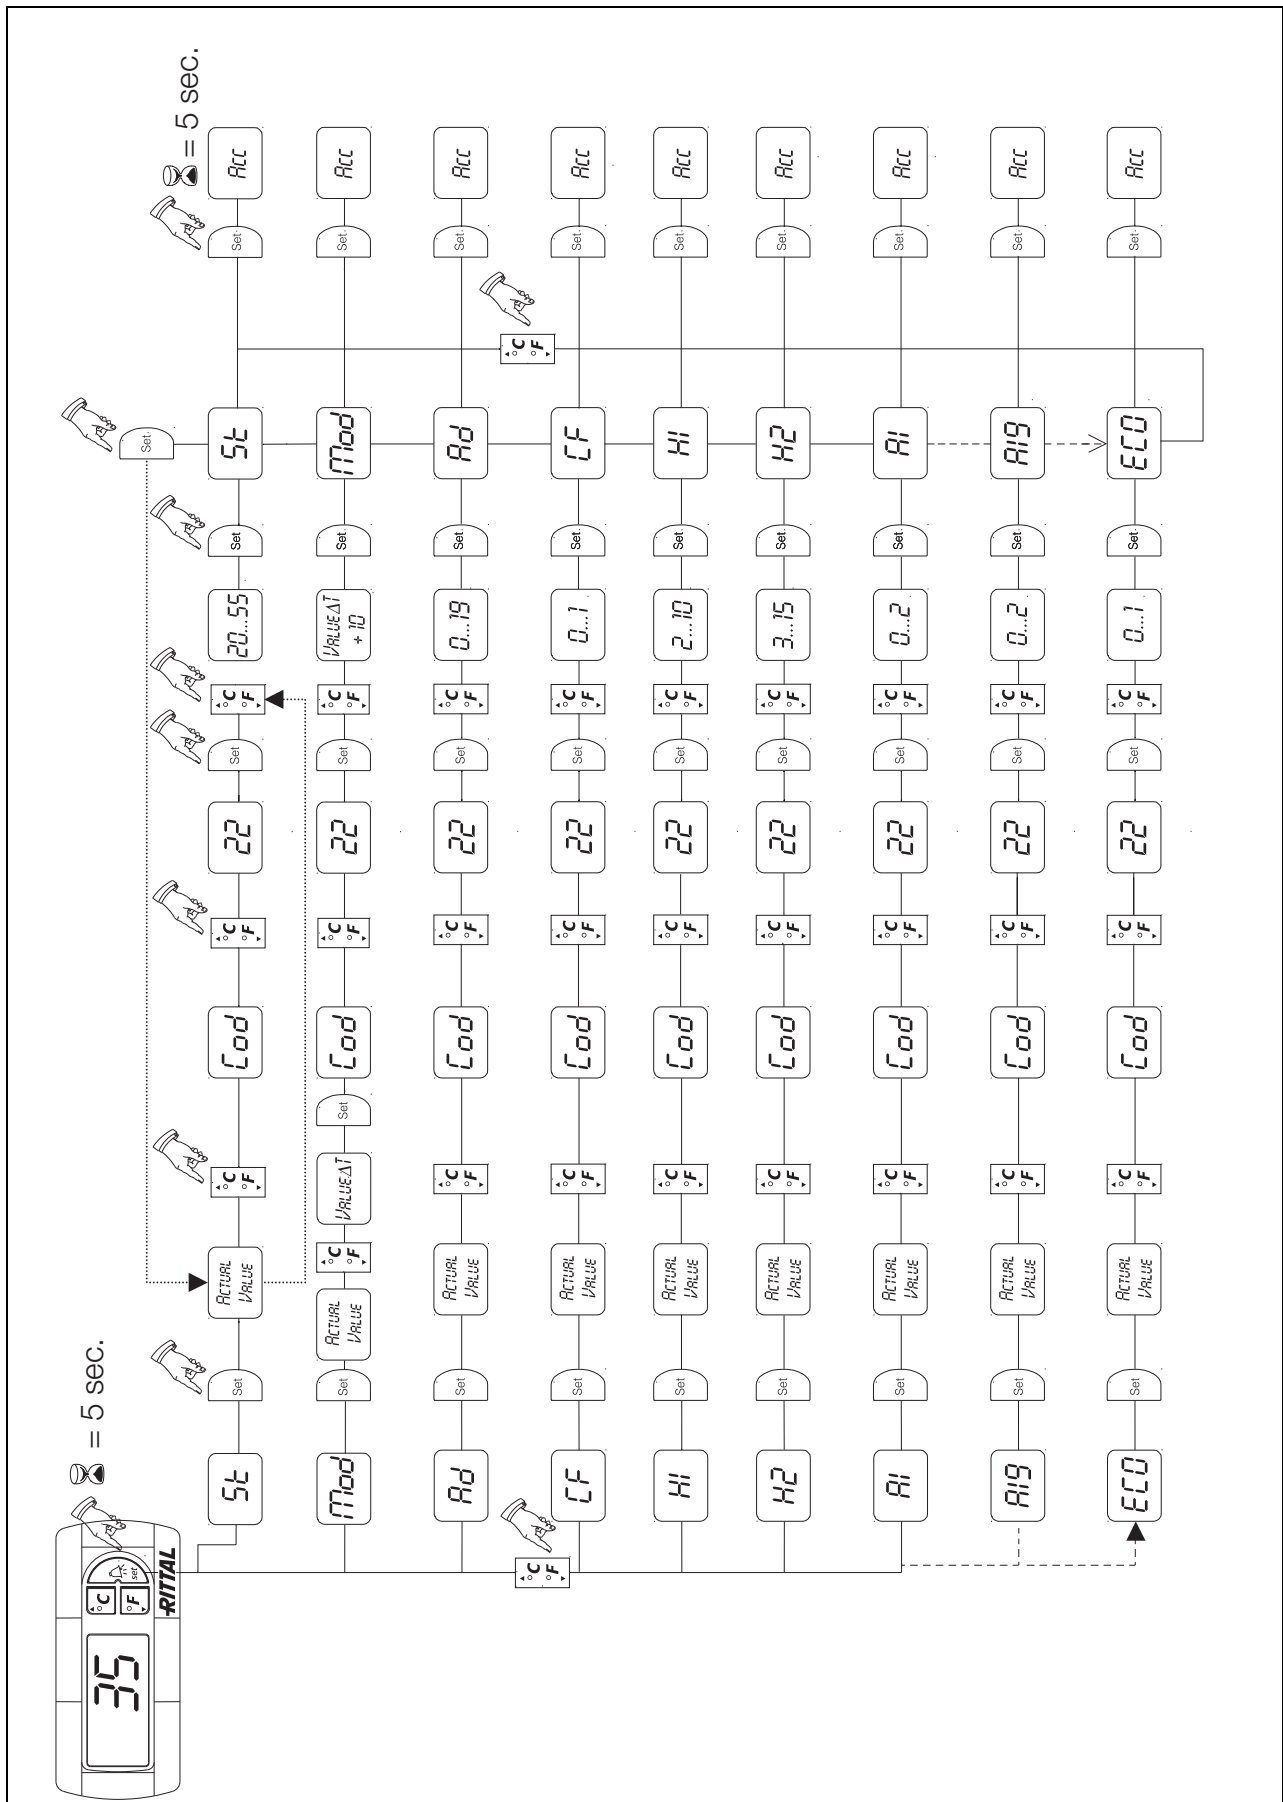 35 °C °F set
RITTAL
= 5 sec.
Set
= 5 sec.
St Set ACTUAL VALUE °C °F Cod °C °F 22 Set °C °F 20...55 Set St Set Acc
Mod Set ACTUAL VALUE °C °F VALUE ΔT Set Cod °C °F 22 Set °C °F VALUE ΔT + 10 Set Mod Set Acc
Ad Set ACTUAL VALUE °C °F Cod °C °F 22 Set °C °F 0...19 Set Ad Set Acc
°C °F
°C °F
CF Set ACTUAL VALUE °C °F Cod °C °F 22 Set °C °F 0...1 Set CF Set Acc
H1 Set ACTUAL VALUE °C °F Cod °C °F 22 Set °C °F 2...10 Set H1 Set Acc
H2 Set ACTUAL VALUE °C °F Cod °C °F 22 Set °C °F 3...15 Set H2 Set Acc
A1 Set ACTUAL VALUE °C °F Cod °C °F 22 Set °C °F 0...2 Set A1 Set Acc
A19 Set ACTUAL VALUE °C °F Cod °C °F 22 Set °C °F 0...2 Set A19 Set Acc
ECO Set ACTUAL VALUE °C °F Cod °C °F 22 Set °C °F 0...1 Set ECO Set Acc